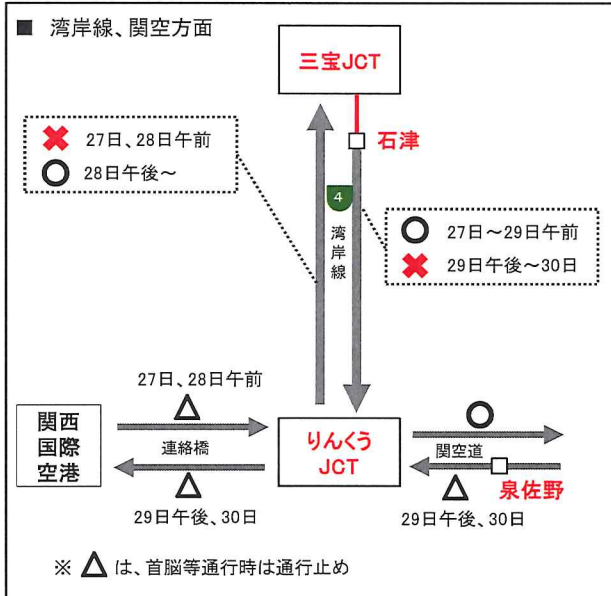 ■ 湾岸線、関空方面
三宝JCT
✖ 27日、28日午前
○ 28日午後～
石津
4
湾岸線
○ 27日～29日午前
✖ 29日午後～30日
27日、28日午前
△
関西
国際
空港
連絡橋
△
29日午後、30日
りんくう
JCT
○
関空道
泉佐野
△
29日午後、30日
※ △ は、首脳等通行時は通行止め